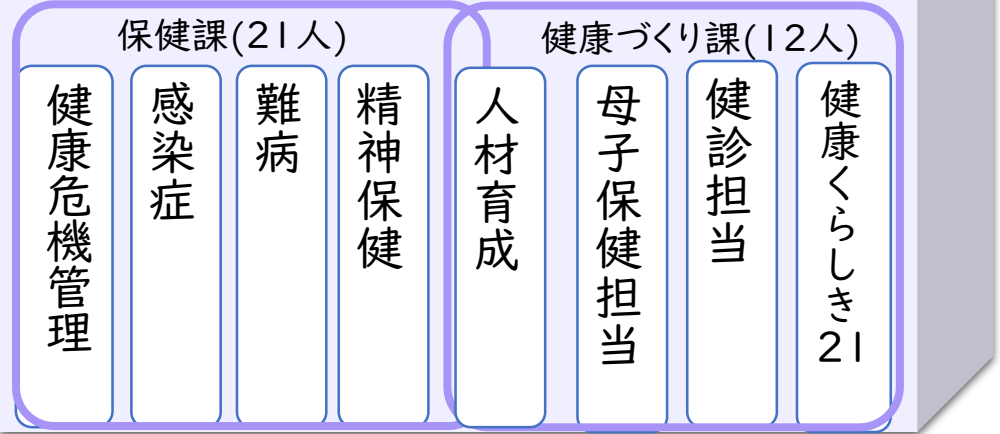 保健課(21人)
健康づくり課(12人)
健康危機管理
感染症
難病
精神保健
人材育成
母子保健担当
健診担当
健康くらしき21